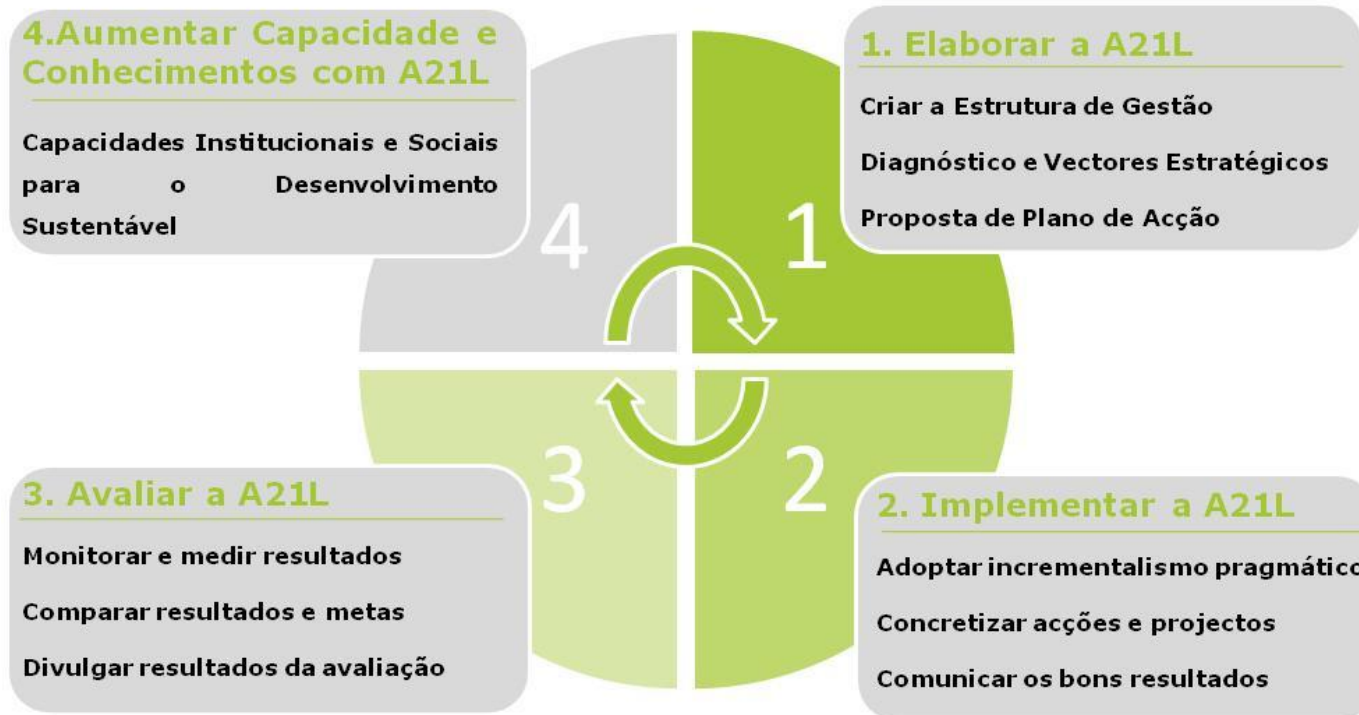 4.Aumentar Capacidade e
Conhecimentos com A21L
Capacidades Institucionais e Sociais
para o Desenvolvimento
Sustentável
1. Elaborar a A21L
Criar a Estrutura de Gestão
Diagnóstico e Vectores Estratégicos
Proposta de Plano de Acção
4
1
3
2
3. Avaliar a A21L
Monitorar e medir resultados
Comparar resultados e metas
Divulgar resultados da avaliação
2. Implementar a A21L
Adoptar incrementalismo pragmático
Concretizar acções e projectos
Comunicar os bons resultados